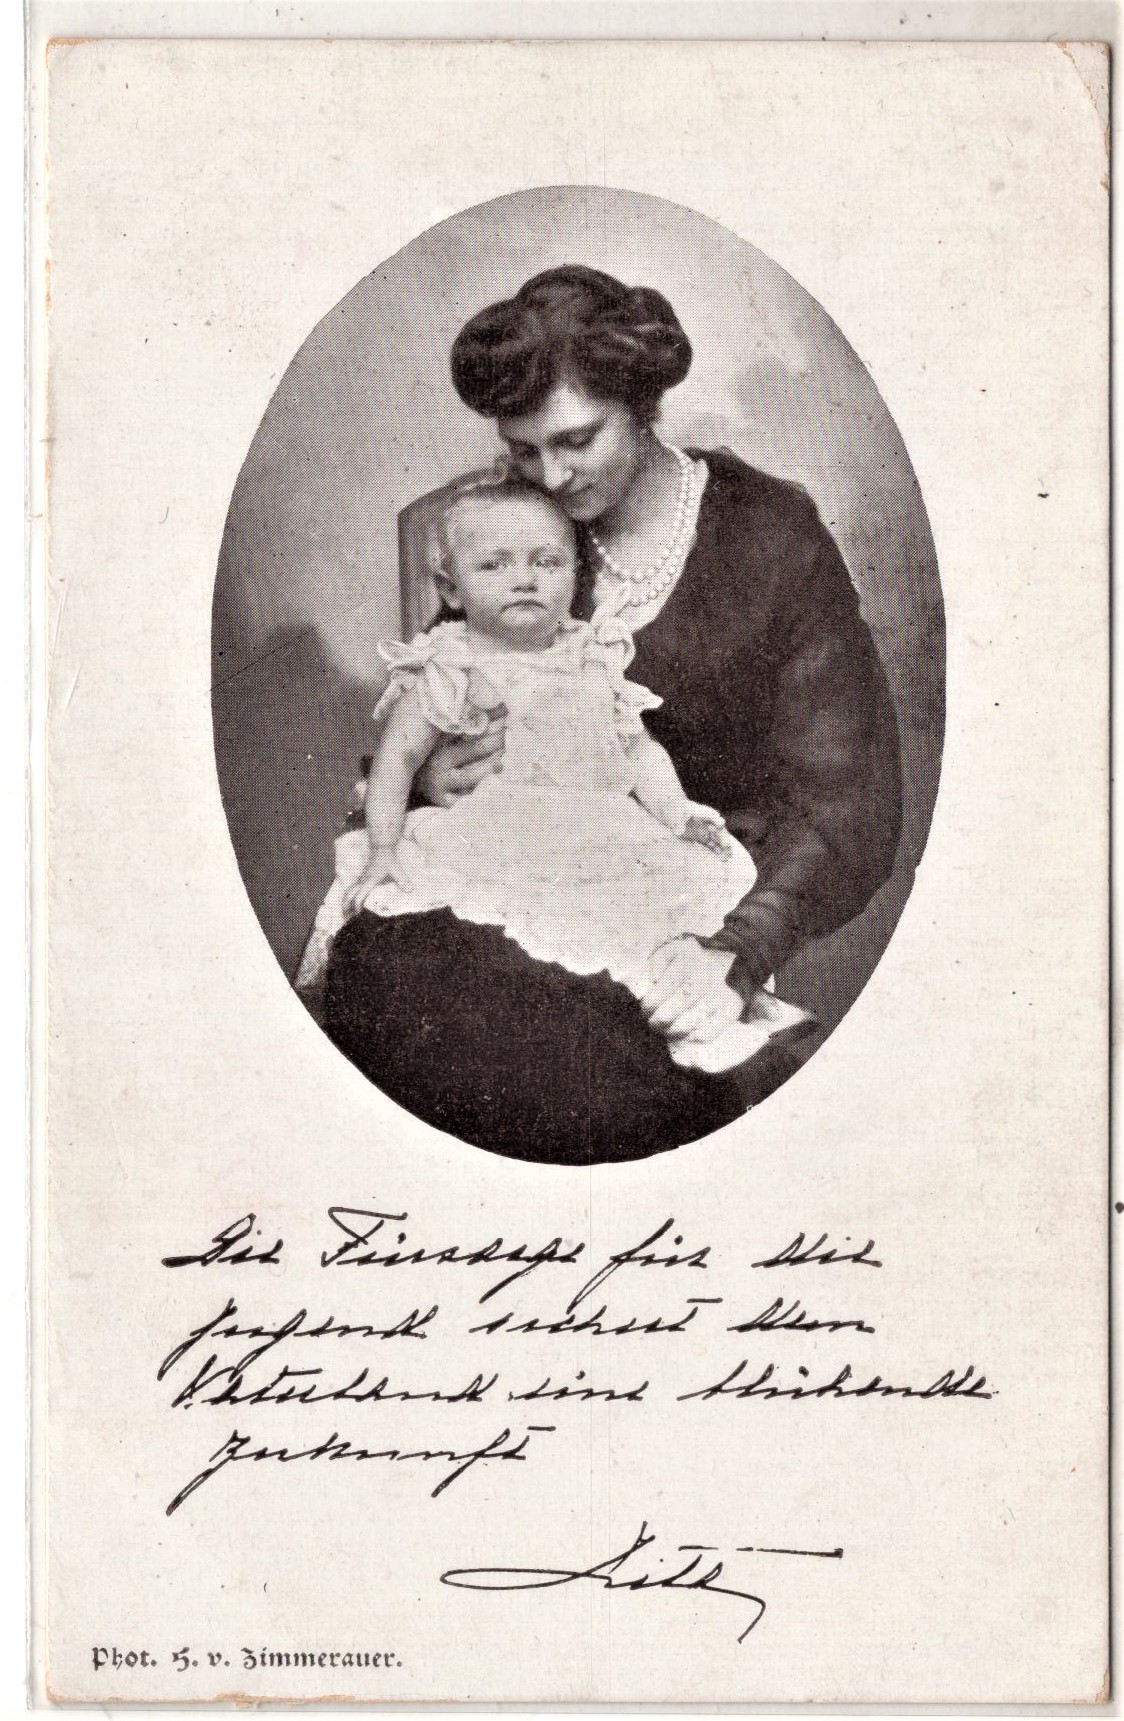 Die Fürsorge für die
Jugend sichert dem
Vaterland eine blühende
Zukunft
Zita
Phot. H. v. Zimmerauer.